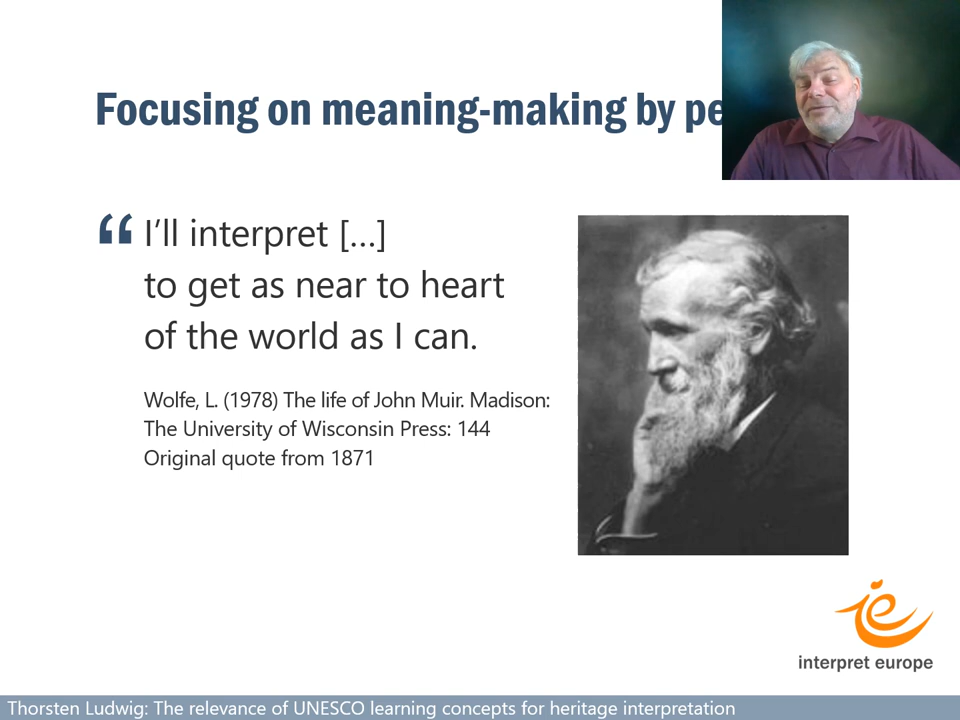 Focusing on meaning-making by pe
“ I’ll interpret […]
to get as near to heart
of the world as I can.
Wolfe, L. (1978) The life of John Muir. Madison:
The University of Wisconsin Press: 144
Original quote from 1871
interpret europe
Thorsten Ludwig: The relevance of UNESCO learning concepts for heritage interpretation